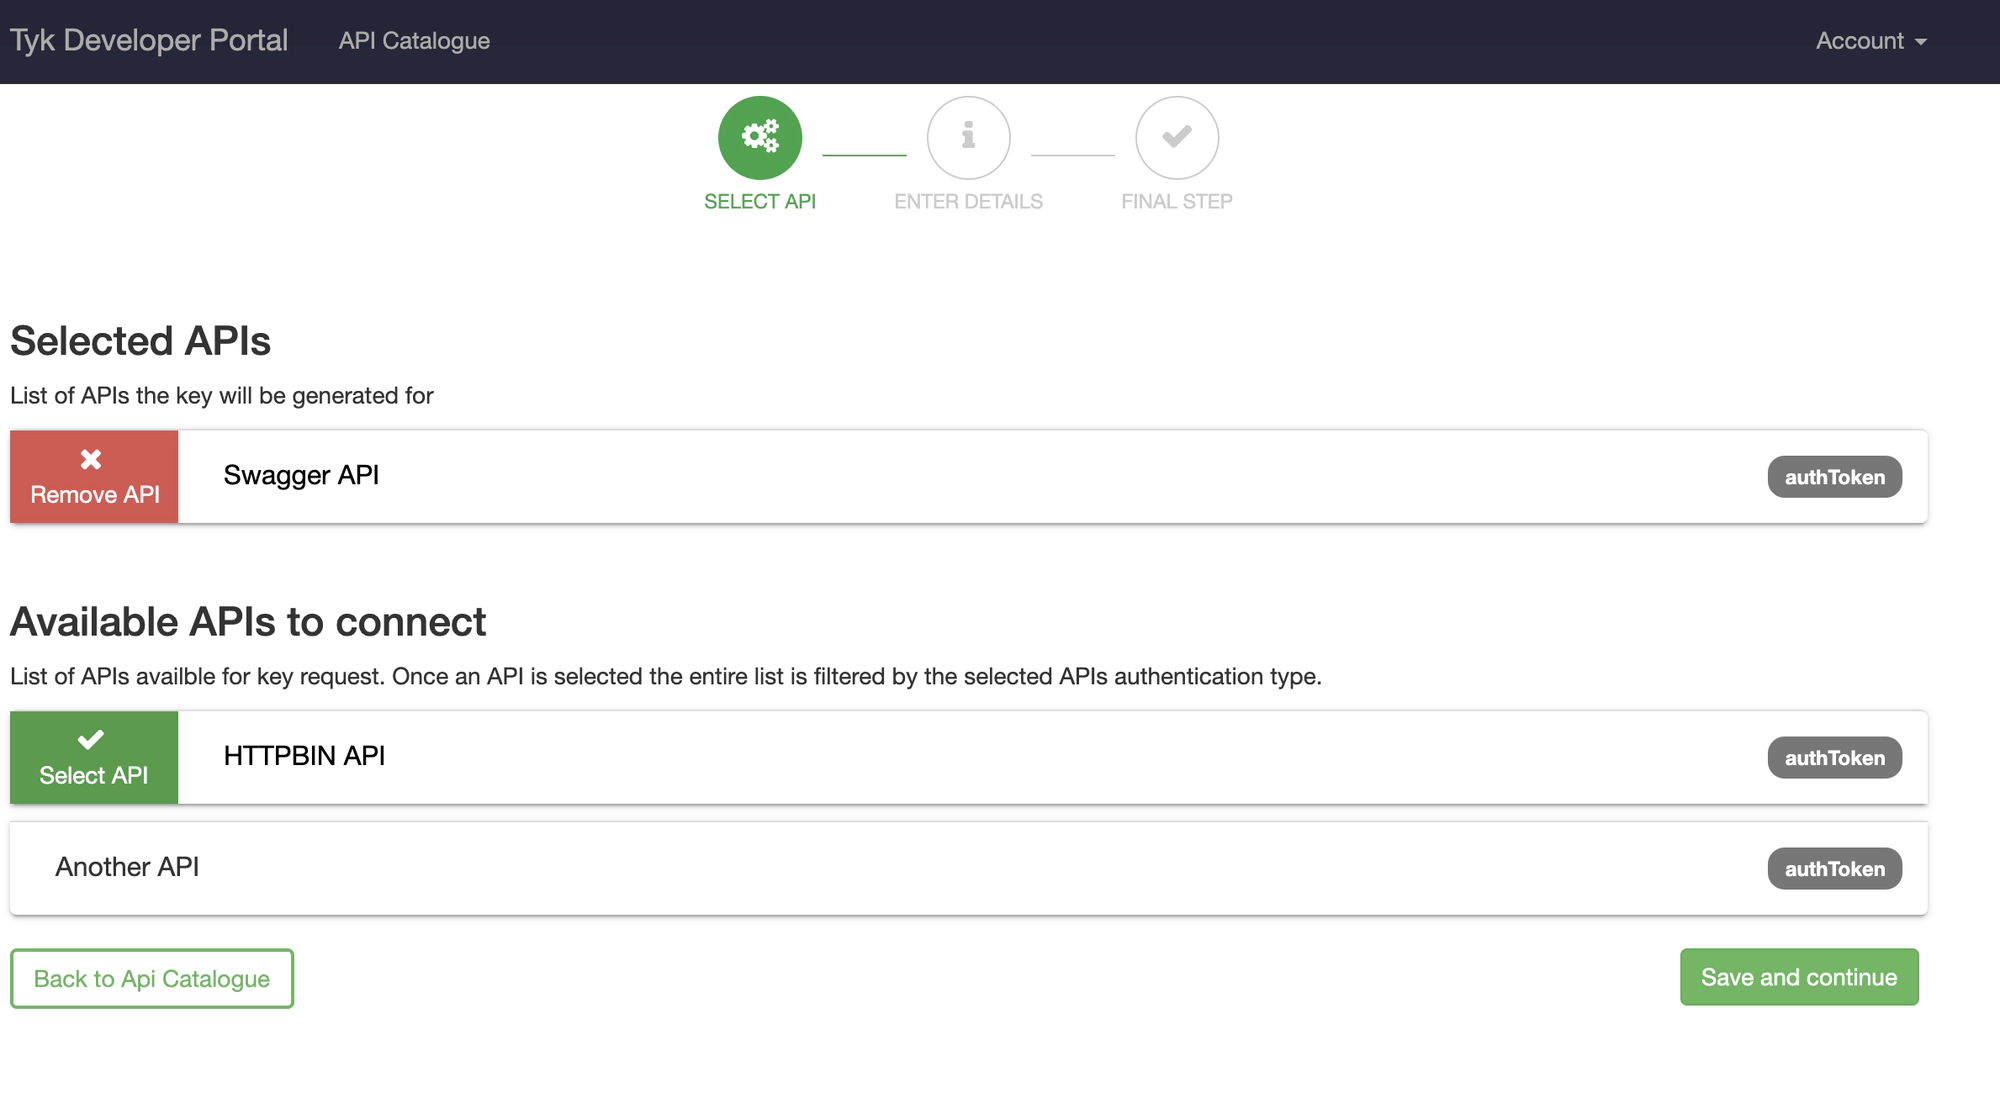 Tyk Developer Portal
API Catalogue
Account
SELECT API
ENTER DETAILS
FINAL STEP
Selected APIs
List of APIs the key will be generated for
Remove API
Swagger API
authToken
Available APIs to connect
List of APIs availble for key request. Once an API is selected the entire list is filtered by the selected APIs authentication type.
Select API
HTTPBIN API
authToken
Another API
authToken
Back to Api Catalogue
Save and continue